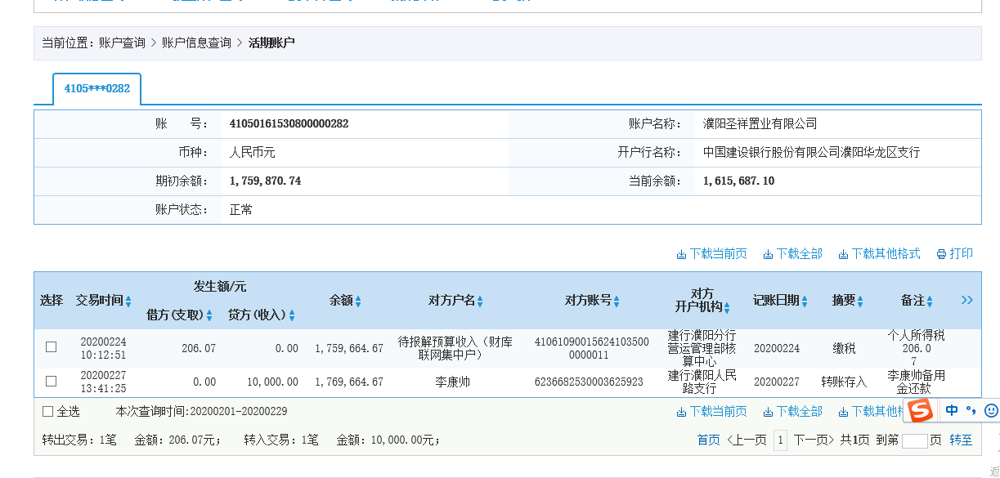 当前位置：账户查询 > 账户信息查询 > 活期账户
4105***0282
账 号： 41050161530800000282 账户名称： 濮阳圣祥置业有限公司
币种： 人民币元 开户行名称： 中国建设银行股份有限公司濮阳华龙区支行
期初余额： 1,759,870.74 当前余额： 1,615,687.10
账户状态： 正常
下载当前页 下载全部 下载其他格式 打印
选择 交易时间 发生额/元 余额 对方户名 对方账号 对方 记账日期 摘要 备注 >>
借方(支取) 贷方(收入) 开户机构
20200224 206.07 0.00 1,759,664.67 待报解预算收入（财库 41061090015624103500 建行濮阳分行 20200224 缴税 个人所得税
10:12:51 联网集中户） 0000011 营运管理部核 206.0
算中心 7
20200227 0.00 10,000.00 1,769,664.67 李康帅 6236682530003625923 建行濮阳人民 20200227 转账存入 李康帅备用
13:41:25 路支行 金还款
全选 本次查询时间:20200201-20200229 下载当前页 下载全部 下载其他格
转出交易：1笔 金额：206.07元； 转入交易：1笔 金额：10,000.00元； 首页 <上一页 1 下一页> 共1页 到第 页 转至
中